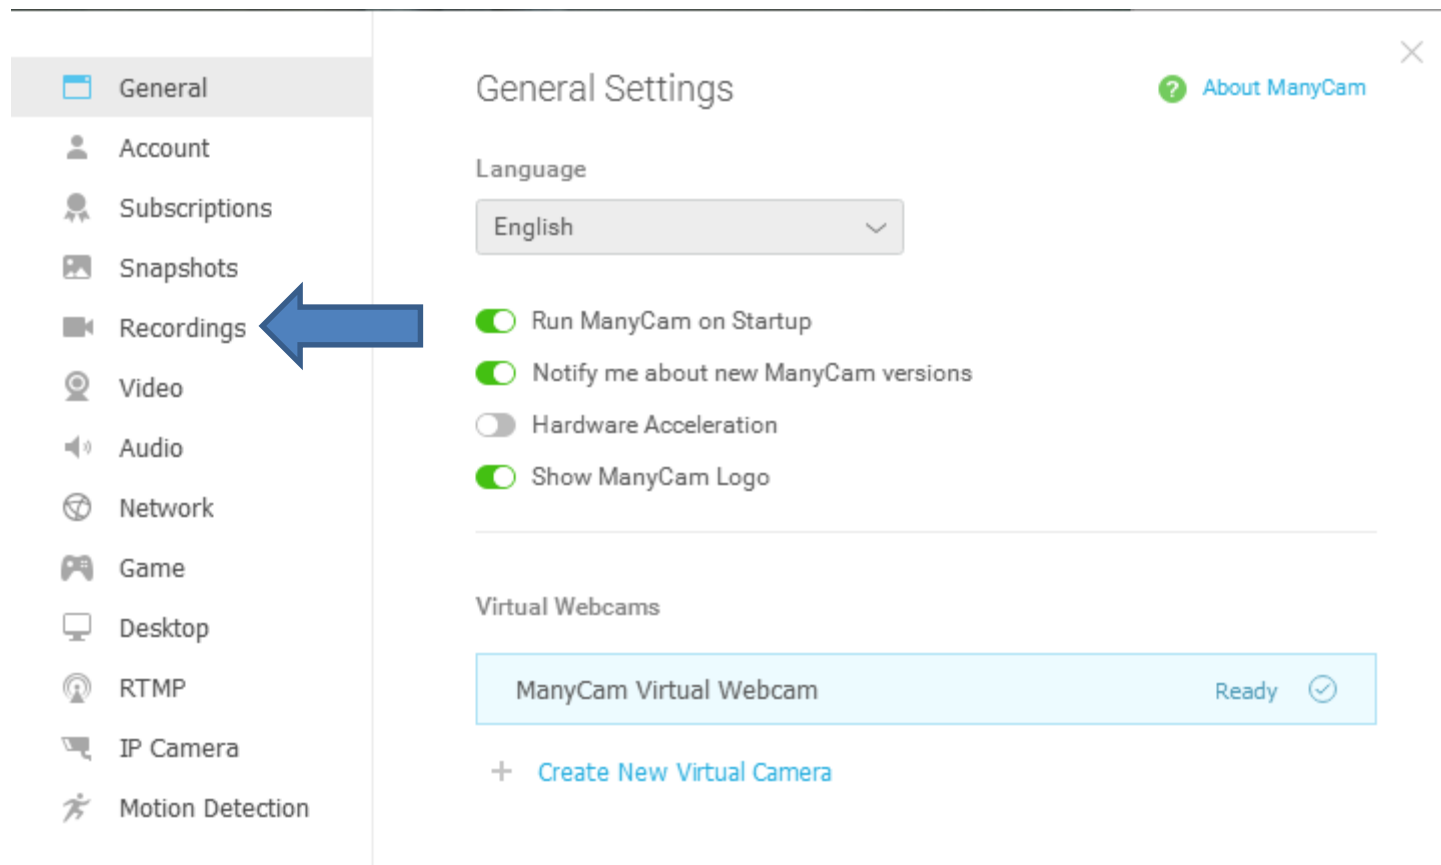 General
Account
Subscriptions
Snapshots
Recordings
Video
Audio
Network
Game
Desktop
RTMP
IP Camera
Motion Detection
General Settings
? About ManyCam
Language
English
Run ManyCam on Startup
Notify me about new ManyCam versions
Hardware Acceleration
Show ManyCam Logo
Virtual Webcams
ManyCam Virtual Webcam Ready
+ Create New Virtual Camera